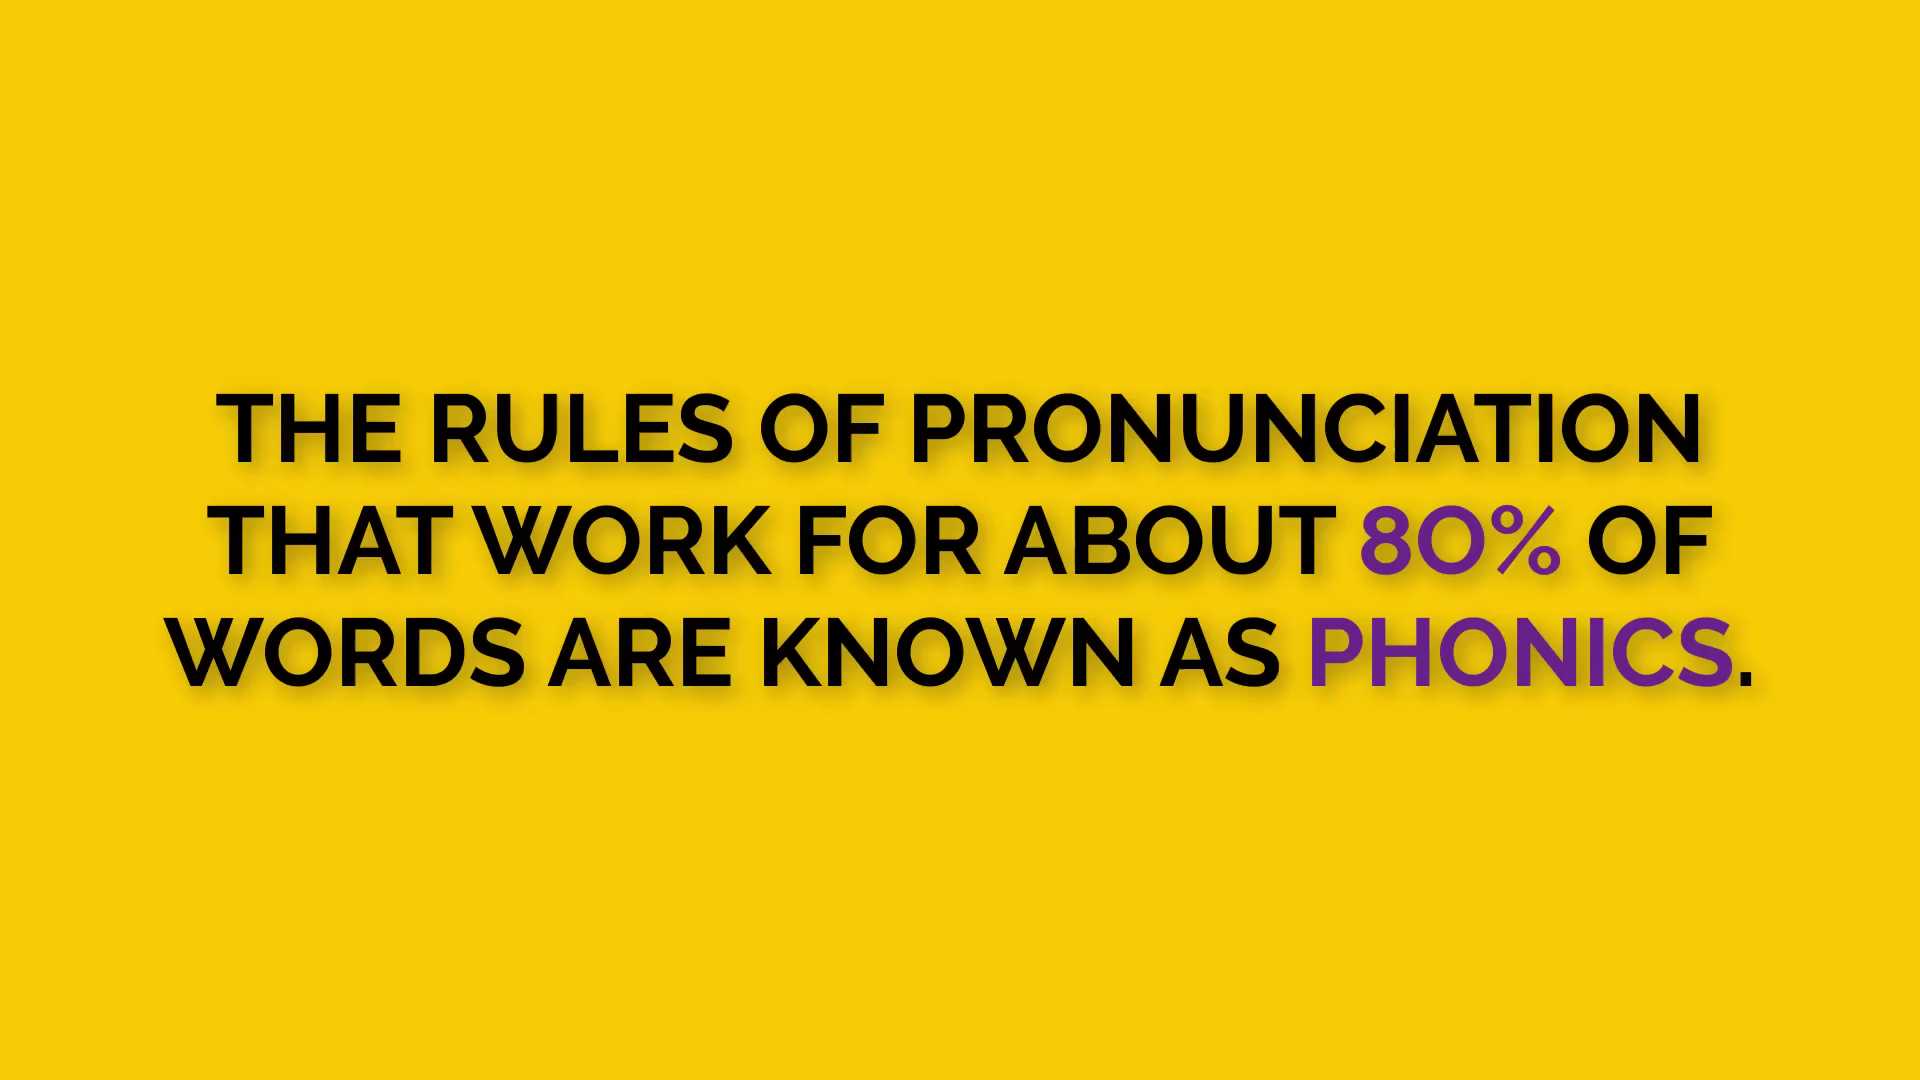 THE RULES OF PRONUNCIATION
THAT WORK FOR ABOUT 80% OF
WORDS ARE KNOWN AS PHONICS.